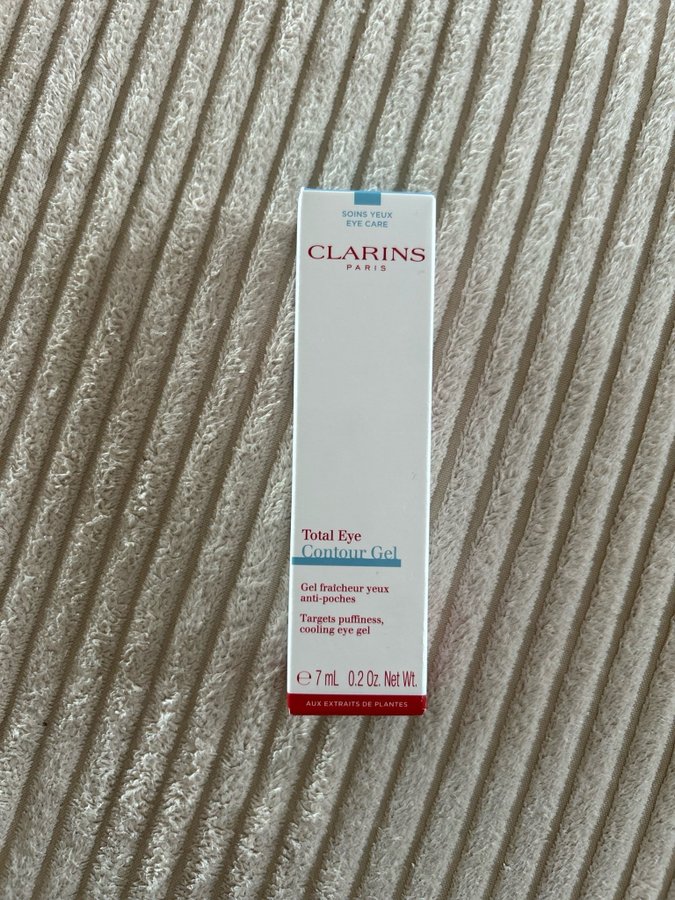 SOINS YEUX
EYE CARE
CLARINS
PARIS
Total Eye
Contour Gel
Gel fraîcheur yeux
anti-poches
Targets puffiness,
cooling eye gel
℮ 7 mL 0.2 Oz. Net Wt.
AUX EXTRAITS DE PLANTES